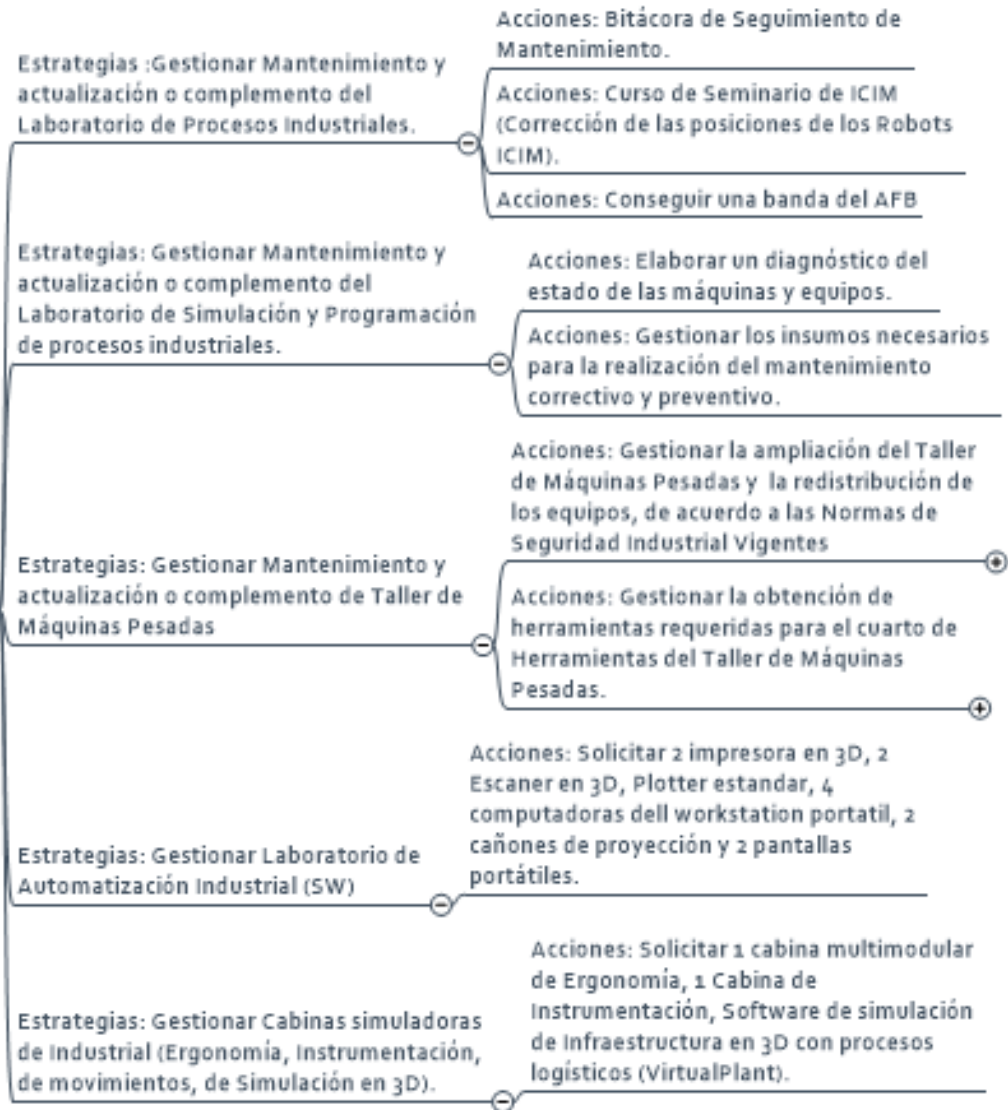 Estrategias :Gestionar Mantenimiento y
actualización o complemento del
Laboratorio de Procesos Industriales.
Acciones: Bitácora de Seguimiento de
Mantenimiento.
Acciones: Curso de Seminario de ICIM
(Corrección de las posiciones de los Robots
ICIM).
Acciones: Conseguir una banda del AFB
Estrategias: Gestionar Mantenimiento y
actualización o complemento del
Laboratorio de Simulación y Programación
de procesos industriales.
Acciones: Elaborar un diagnóstico del
estado de las máquinas y equipos.
Acciones: Gestionar los insumos necesarios
para la realización del mantenimiento
correctivo y preventivo.
Estrategias: Gestionar Mantenimiento y
actualización o complemento de Taller de
Máquinas Pesadas
Acciones: Gestionar la ampliación del Taller
de Máquinas Pesadas y  la redistribución de
los equipos, de acuerdo a las Normas de
Seguridad Industrial Vigentes
Acciones: Gestionar la obtención de
herramientas requeridas para el cuarto de
Herramientas del Taller de Máquinas
Pesadas.
Estrategias: Gestionar Laboratorio de
Automatización Industrial (SW)
Acciones: Solicitar 2 impresora en 3D, 2
Escaner en 3D, Plotter estandar, 4
computadoras dell workstation portatil, 2
cañones de proyección y 2 pantallas
portátiles.
Estrategias: Gestionar Cabinas simuladoras
de Industrial (Ergonomía, Instrumentación,
de movimientos, de Simulación en 3D).
Acciones: Solicitar 1 cabina multimodular
de Ergonomía, 1 Cabina de
Instrumentación, Software de simulación
de Infraestructura en 3D con procesos
logísticos (VirtualPlant).